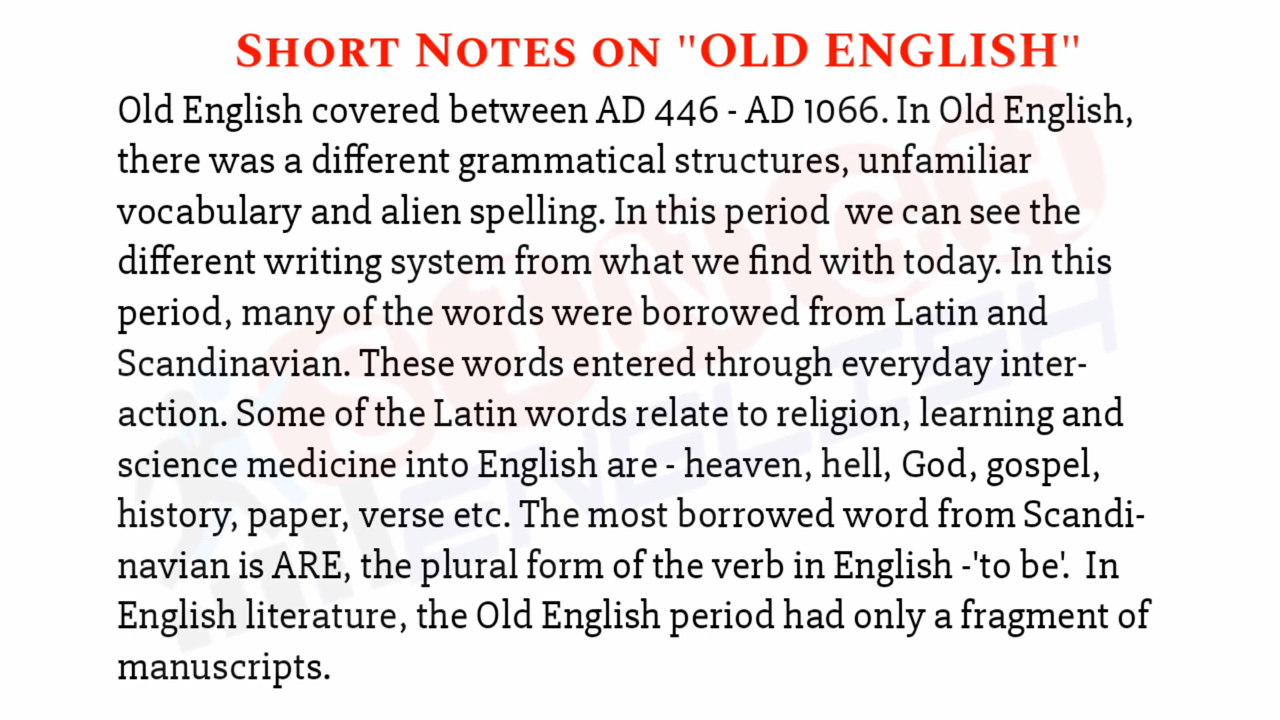 SHORT NOTES ON "OLD ENGLISH"
Old English covered between AD 446 - AD 1066. In Old English,
there was a different grammatical structures, unfamiliar
vocabulary and alien spelling. In this period we can see the
different writing system from what we find with today. In this
period, many of the words were borrowed from Latin and
Scandinavian. These words entered through everyday inter-
action. Some of the Latin words relate to religion, learning and
science medicine into English are - heaven, hell, God, gospel,
history, paper, verse etc. The most borrowed word from Scandi-
navian is ARE, the plural form of the verb in English -'to be'. In
English literature, the Old English period had only a fragment of
manuscripts.
SINGH
ENGLISH